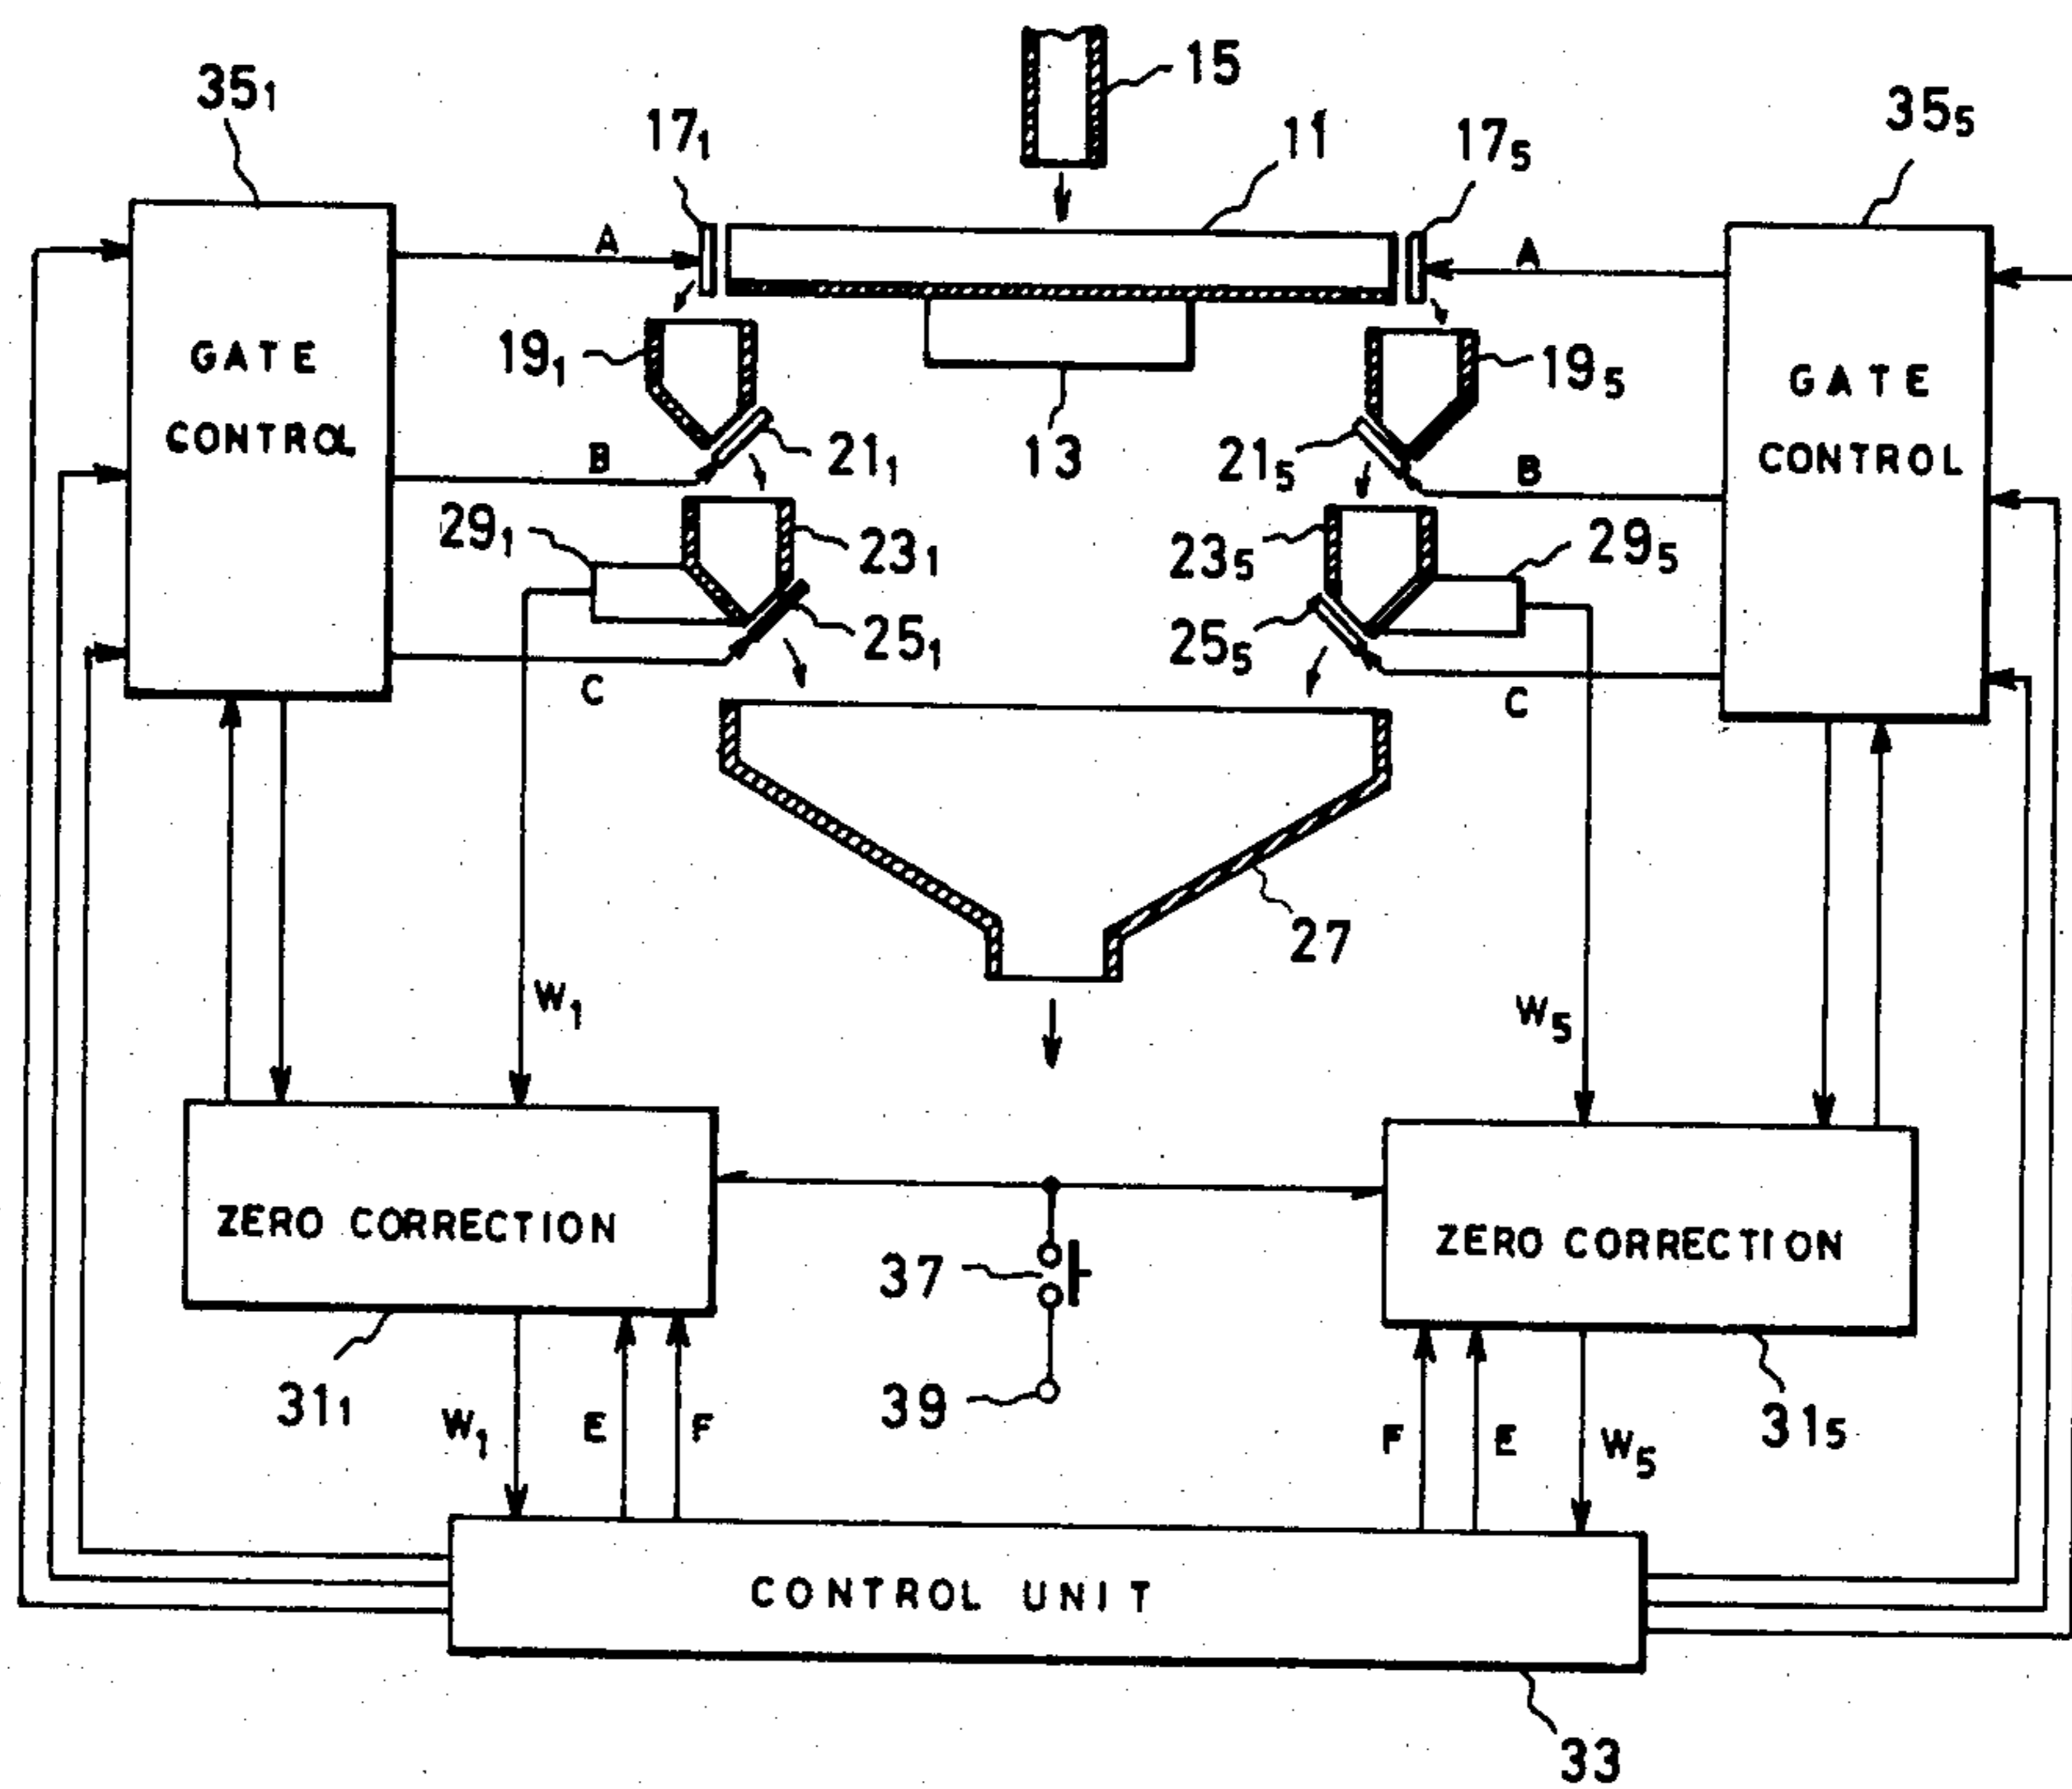 15
35₁
17₁
11
17₅
35₅
A
A
GATE
CONTROL
19₁
13
19₅
GATE
CONTROL
B
21₁
21₅
B
29₁
23₁
23₅
29₅
25₁
25₅
C
C
27
W₁
W₅
ZERO CORRECTION
ZERO CORRECTION
37
39
31₁
W₁
E
F
F
E
W₅
31₅
CONTROL UNIT
33